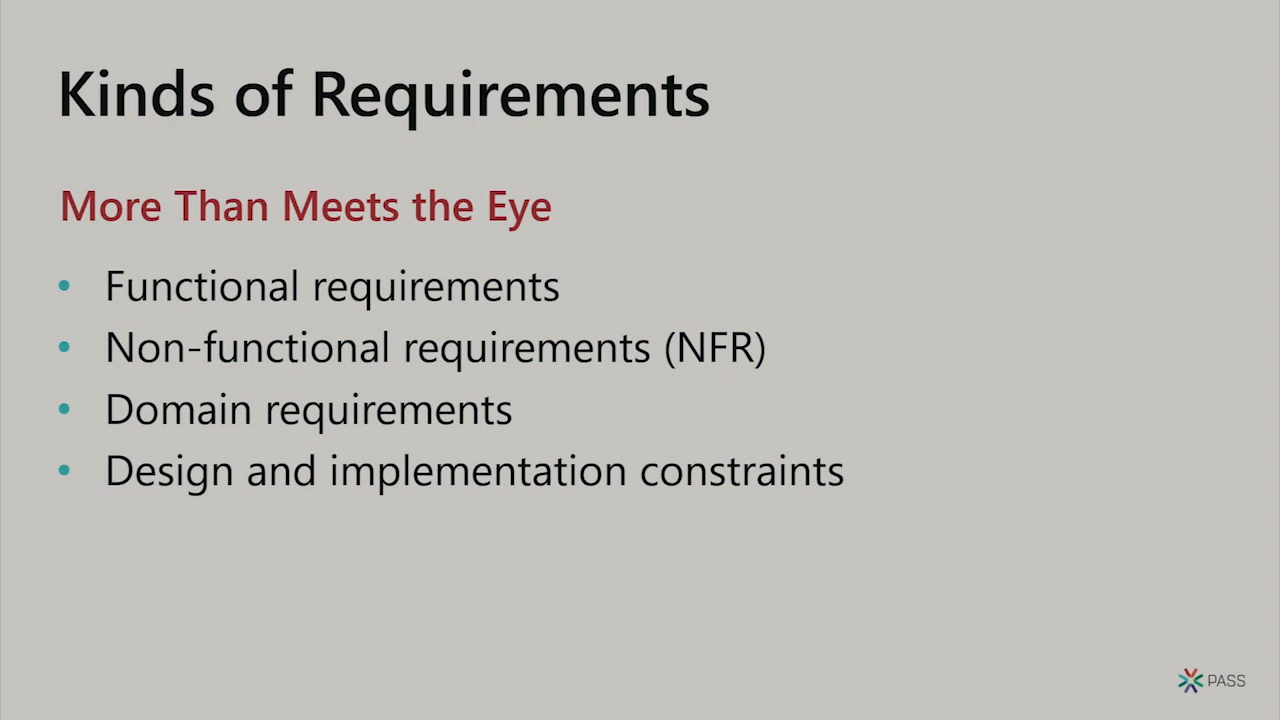 Kinds of Requirements
More Than Meets the Eye
• Functional requirements
• Non-functional requirements (NFR)
• Domain requirements
• Design and implementation constraints
PASS